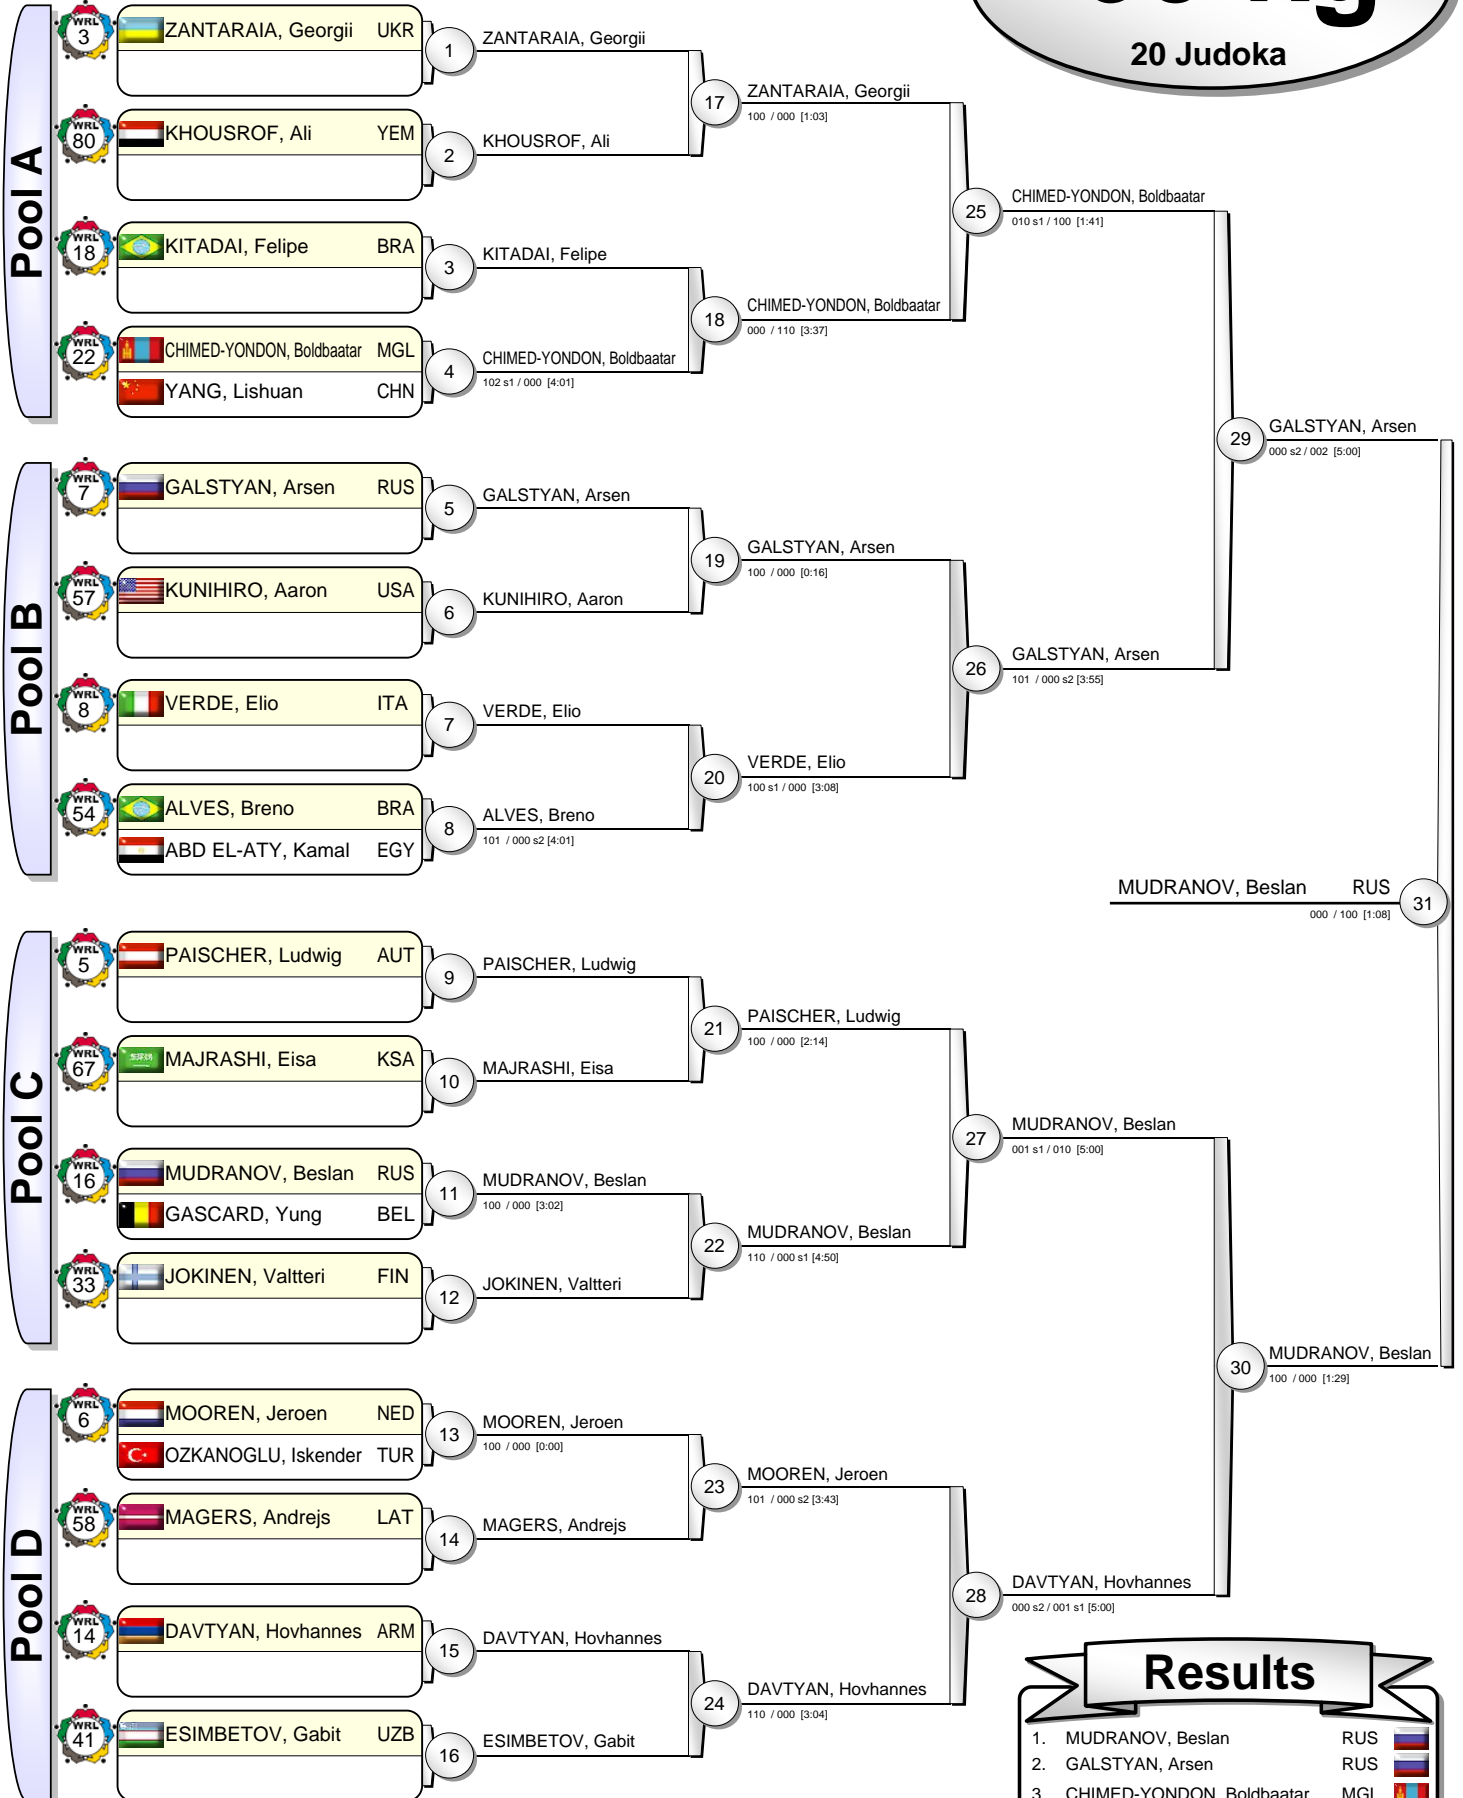 20 Judoka
Pool A
WRL 3 ZANTARAIA, Georgii UKR
1 ZANTARAIA, Georgii
17 ZANTARAIA, Georgii
100 / 000 [1:03]
WRL 80 KHOUSROF, Ali YEM
2 KHOUSROF, Ali
25 CHIMED-YONDON, Boldbaatar
010 s1 / 100 [1:41]
WRL 18 KITADAI, Felipe BRA
3 KITADAI, Felipe
18 CHIMED-YONDON, Boldbaatar
000 / 110 [3:37]
WRL 22 CHIMED-YONDON, Boldbaatar MGL
YANG, Lishuan CHN
4 CHIMED-YONDON, Boldbaatar
102 s1 / 000 [4:01]
29 GALSTYAN, Arsen
000 s2 / 002 [5:00]
Pool B
WRL 7 GALSTYAN, Arsen RUS
5 GALSTYAN, Arsen
19 GALSTYAN, Arsen
100 / 000 [0:16]
WRL 57 KUNIHIRO, Aaron USA
6 KUNIHIRO, Aaron
26 GALSTYAN, Arsen
101 / 000 s2 [3:55]
WRL 8 VERDE, Elio ITA
7 VERDE, Elio
20 VERDE, Elio
100 s1 / 000 [3:08]
WRL 54 ALVES, Breno BRA
ABD EL-ATY, Kamal EGY
8 ALVES, Breno
101 / 000 s2 [4:01]
MUDRANOV, Beslan RUS 31
000 / 100 [1:08]
Pool C
WRL 5 PAISCHER, Ludwig AUT
9 PAISCHER, Ludwig
21 PAISCHER, Ludwig
100 / 000 [2:14]
WRL 67 MAJRASHI, Eisa KSA
10 MAJRASHI, Eisa
27 MUDRANOV, Beslan
001 s1 / 010 [5:00]
WRL 16 MUDRANOV, Beslan RUS
GASCARD, Yung BEL
11 MUDRANOV, Beslan
100 / 000 [3:02]
22 MUDRANOV, Beslan
110 / 000 s1 [4:50]
WRL 33 JOKINEN, Valtteri FIN
12 JOKINEN, Valtteri
30 MUDRANOV, Beslan
100 / 000 [1:29]
Pool D
WRL 6 MOOREN, Jeroen NED
OZKANOGLU, Iskender TUR
13 MOOREN, Jeroen
100 / 000 [0:00]
23 MOOREN, Jeroen
101 / 000 s2 [3:43]
WRL 58 MAGERS, Andrejs LAT
14 MAGERS, Andrejs
28 DAVTYAN, Hovhannes
000 s2 / 001 s1 [5:00]
WRL 14 DAVTYAN, Hovhannes ARM
15 DAVTYAN, Hovhannes
24 DAVTYAN, Hovhannes
110 / 000 [3:04]
WRL 41 ESIMBETOV, Gabit UZB
16 ESIMBETOV, Gabit
Results
1. MUDRANOV, Beslan RUS
2. GALSTYAN, Arsen RUS
3. CHIMED-YONDON, Boldbaatar MGL